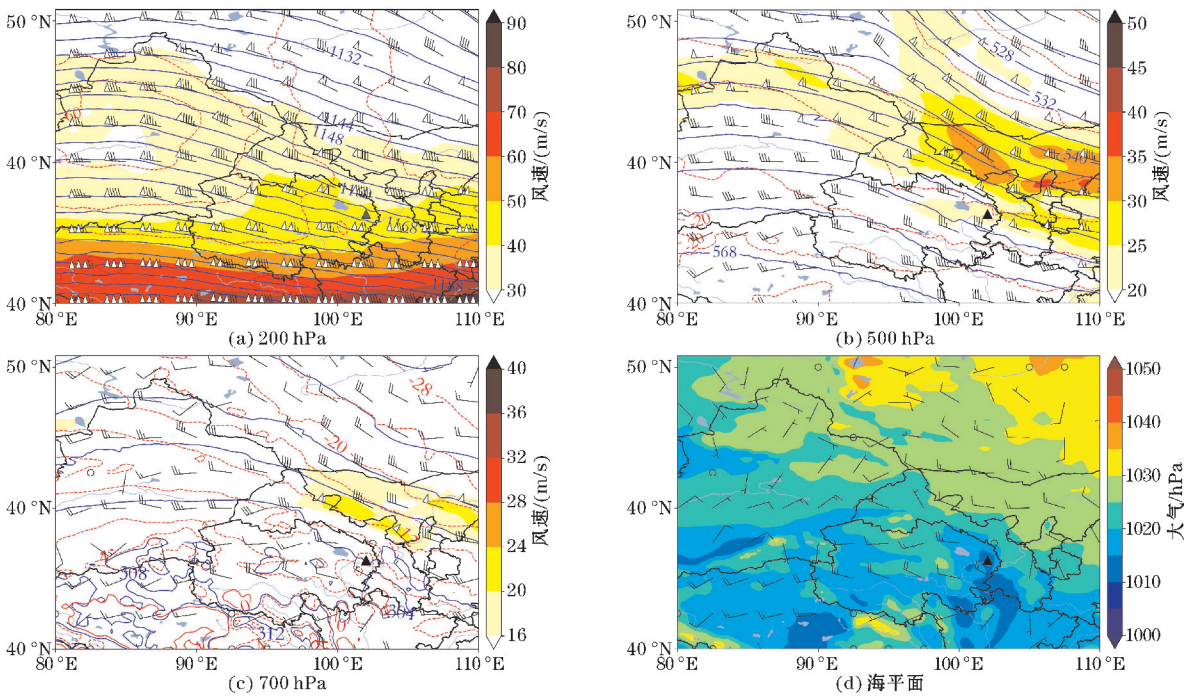 50 °N
40 °N
40 °N
80 °E
90 °E
100 °E
110 °E
1132
1144
1148
1168
90
80
70
60
50
40
30
风速/(m/s)
(a) 200 hPa
50 °N
40 °N
40 °N
80 °E
90 °E
100 °E
110 °E
528
532
540
-20
568
50
45
40
35
30
25
20
风速/(m/s)
(b) 500 hPa
50 °N
40 °N
40 °N
80 °E
90 °E
100 °E
110 °E
-28
-20
308
304
312
40
36
32
28
24
20
16
风速/(m/s)
(c) 700 hPa
50 °N
40 °N
40 °N
80 °E
90 °E
100 °E
110 °E
1050
1040
1030
1020
1010
1000
大气/hPa
(d) 海平面